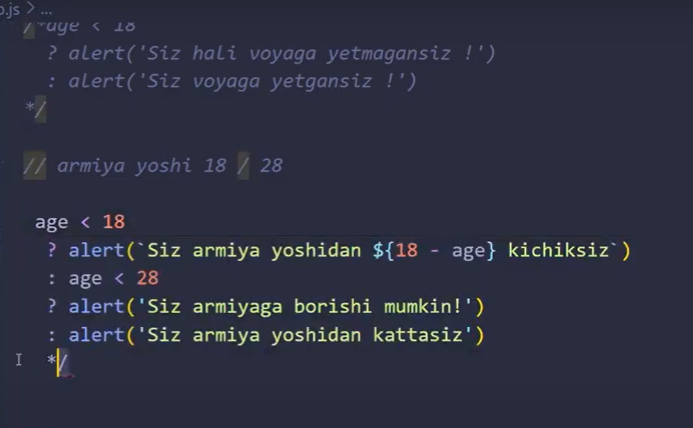 .js > ...
/*age < 18
? alert('Siz hali voyaga yetmagansiz !')
: alert('Siz voyaga yetgansiz !')
*/
// armiya yoshi 18 / 28
age < 18
? alert(`Siz armiya yoshidan ${18 - age} kichiksiz`)
: age < 28
? alert('Siz armiyaga borishi mumkin!')
: alert('Siz armiya yoshidan kattasiz')
*/